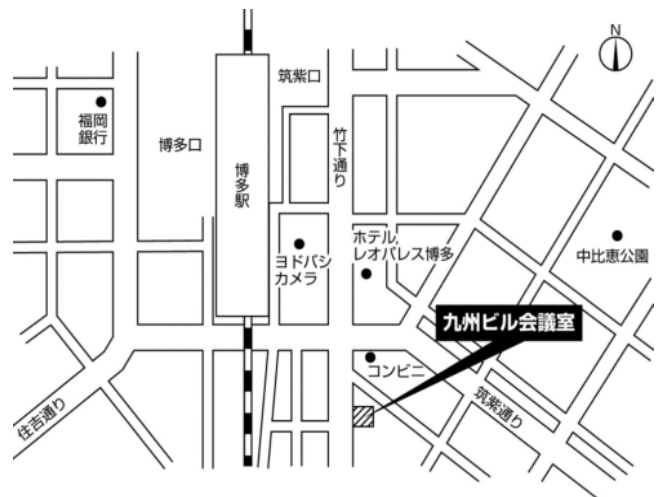 N
筑紫口
福岡
銀行
博多口
竹下通り
博多駅
ホテル
レオパレス博多
ヨドバシ
カメラ
中比恵公園
九州ビル会議室
コンビニ
筑紫通り
住吉通り